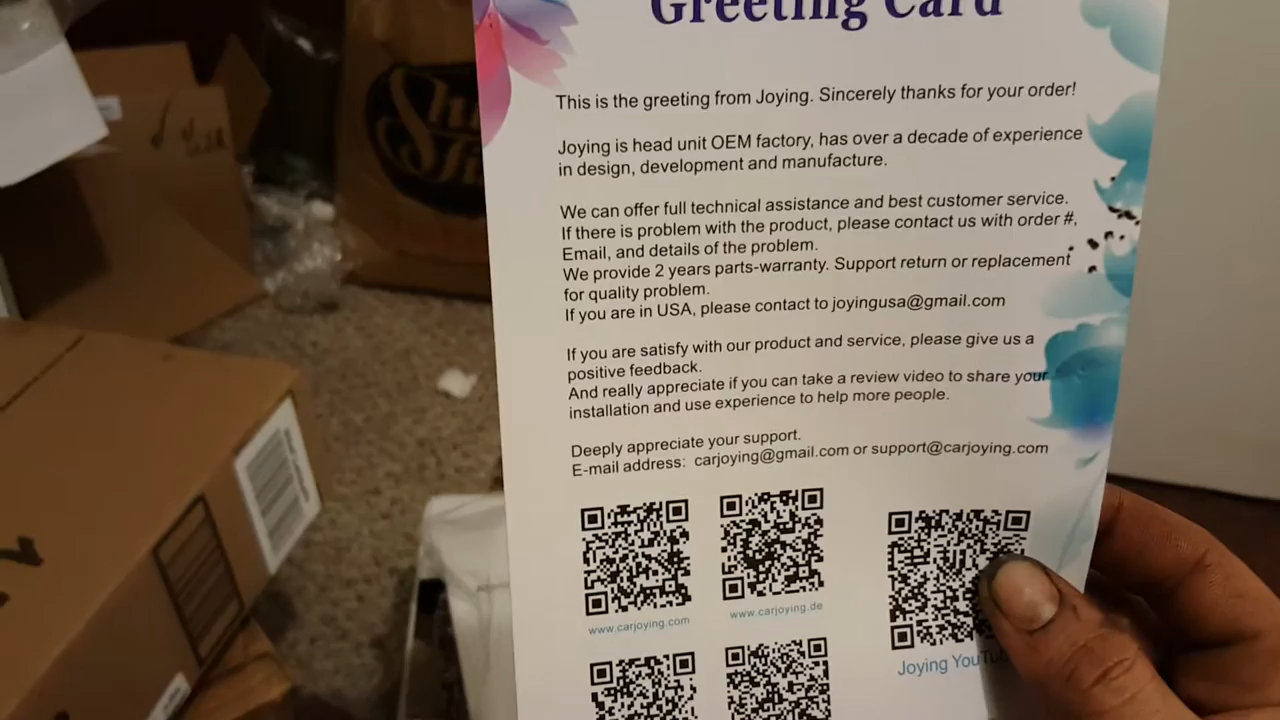 Greeting Card
This is the greeting from Joying. Sincerely thanks for your order!
Joying is head unit OEM factory, has over a decade of experience
in design, development and manufacture.
We can offer full technical assistance and best customer service.
If there is problem with the product, please contact us with order #,
Email, and details of the problem.
We provide 2 years parts-warranty. Support return or replacement
for quality problem.
If you are in USA, please contact to joyingusa@gmail.com
If you are satisfy with our product and service, please give us a
positive feedback.
And really appreciate if you can take a review video to share your
installation and use experience to help more people.
Deeply appreciate your support.
E-mail address: carjoying@gmail.com or support@carjoying.com
www.carjoying.com
www.carjoying.de
Joying YouTu